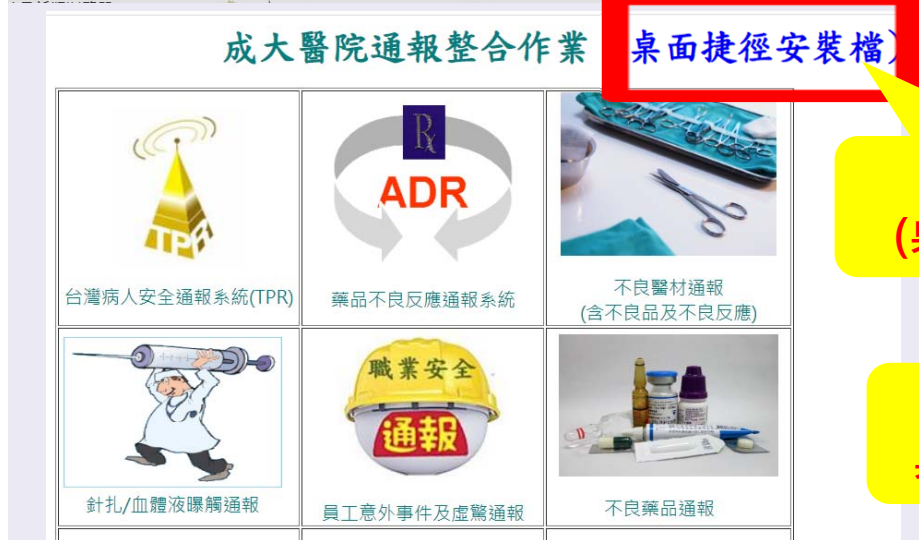 成大醫院通報整合作業 (桌面捷徑安裝檔)
R
ADR
TPR
台灣病人安全通報系統(TPR)
藥品不良反應通報系統
不良醫材通報
(含不良品及不良反應)
職業安全
通報
針扎/血體液曝觸通報
員工意外事件及虛驚通報
不良藥品通報